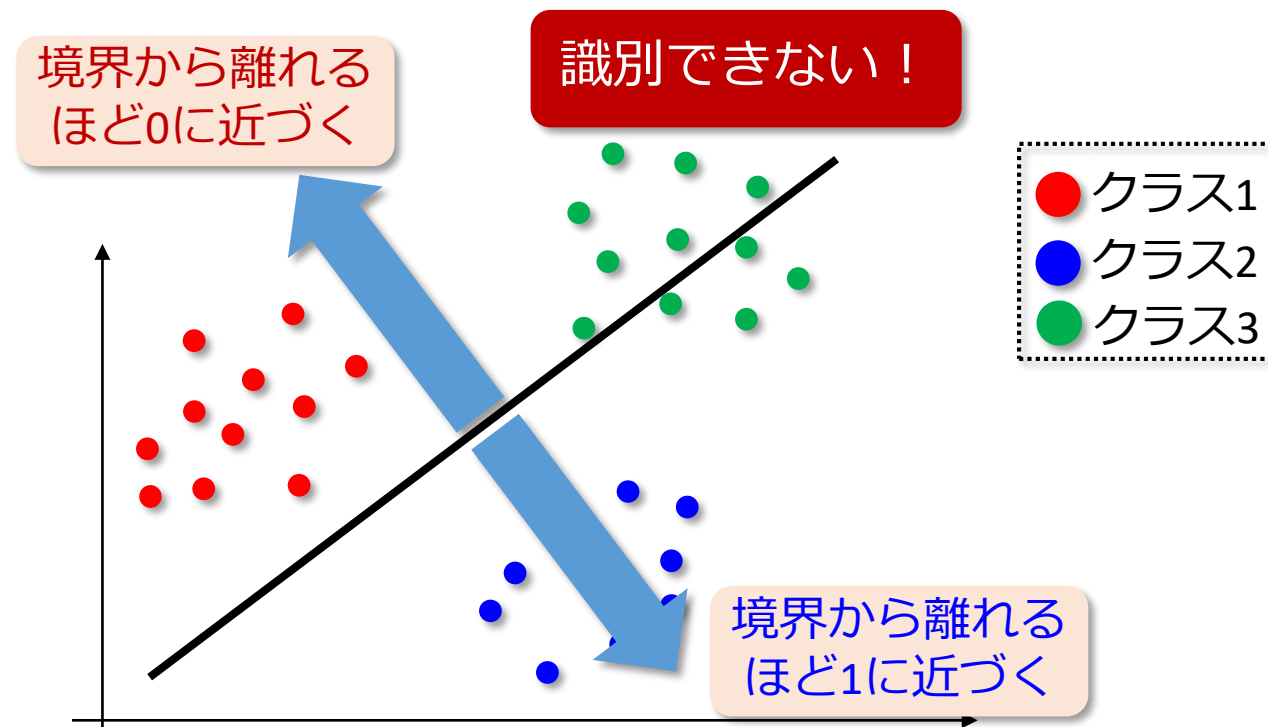 境界から離れる
ほど0に近づく
識別できない！
クラス1
クラス2
クラス3
境界から離れる
ほど1に近づく